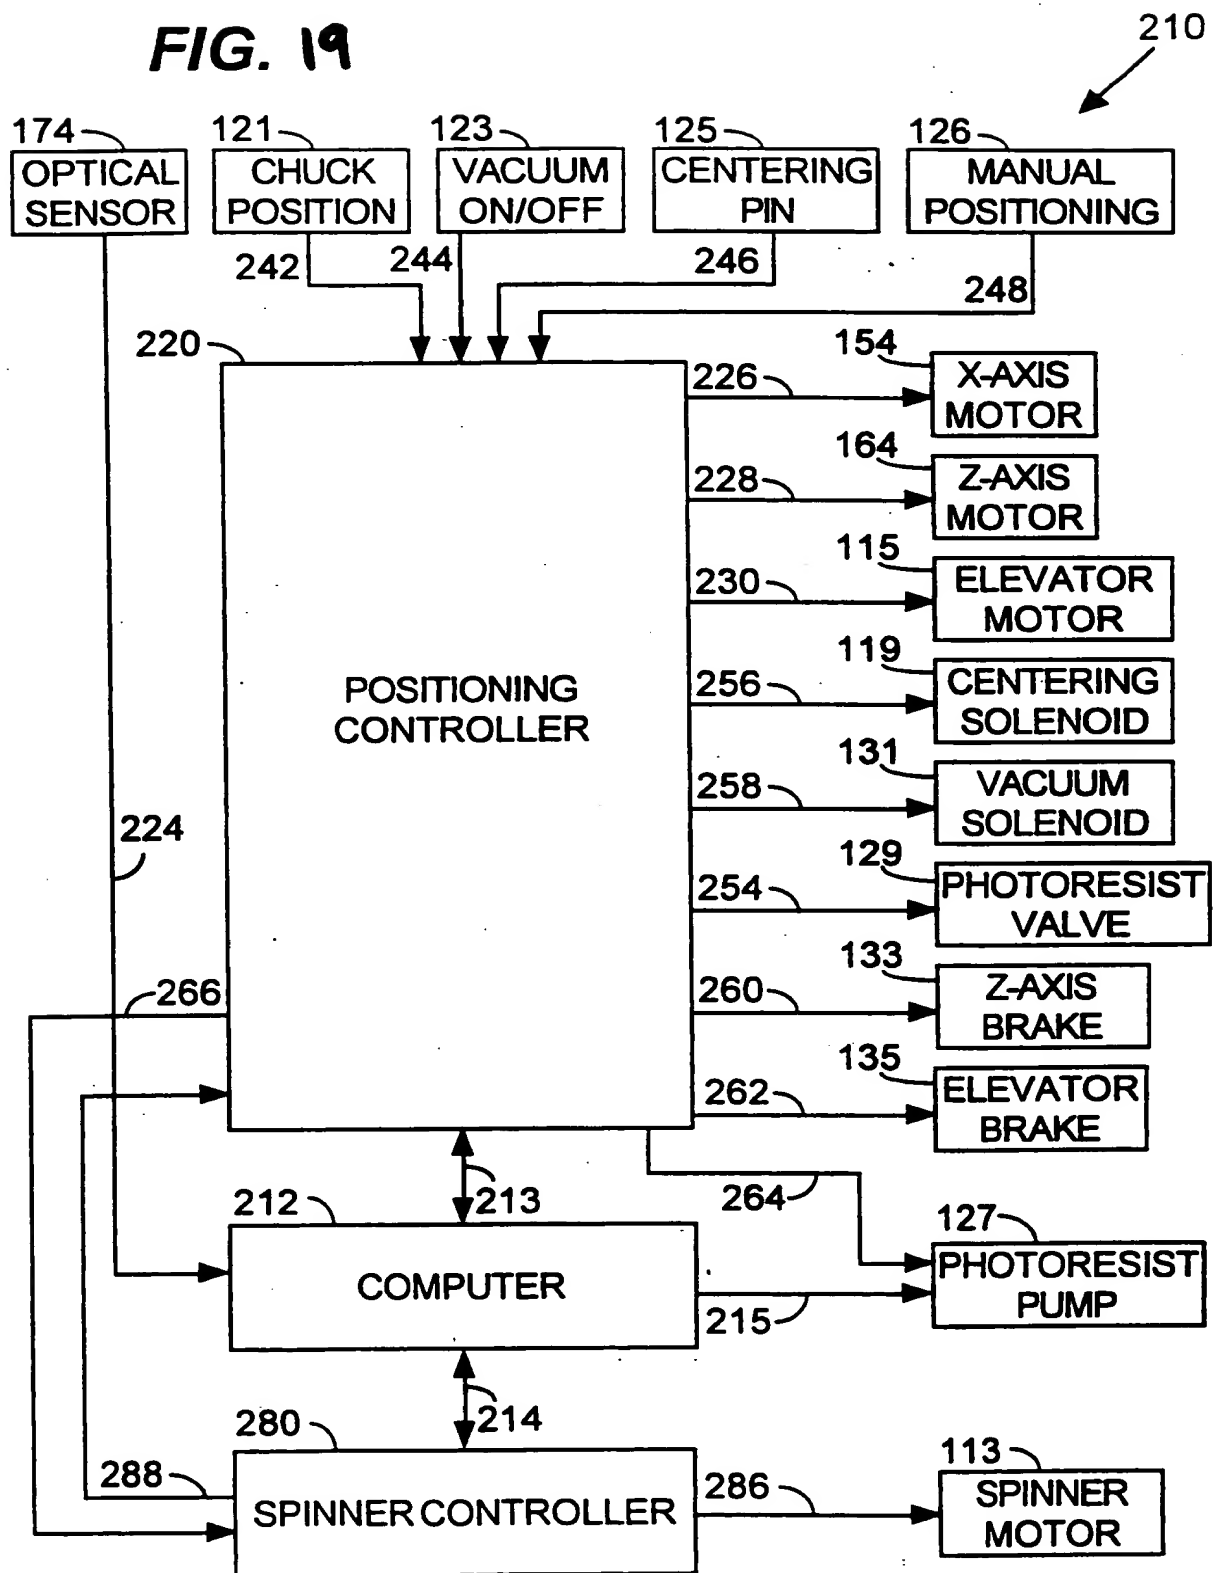 FIG. 19
210
174
121
123
125
126
OPTICAL
SENSOR
CHUCK
POSITION
VACUUM
ON/OFF
CENTERING
PIN
MANUAL
POSITIONING
242
244
246
248
220
226
154
X-AXIS
MOTOR
228
164
Z-AXIS
MOTOR
230
115
ELEVATOR
MOTOR
POSITIONING
CONTROLLER
256
119
CENTERING
SOLENOID
258
131
VACUUM
SOLENOID
224
254
129
PHOTORESIST
VALVE
266
260
133
Z-AXIS
BRAKE
262
135
ELEVATOR
BRAKE
213
264
212
COMPUTER
215
127
PHOTORESIST
PUMP
214
280
288
SPINNER CONTROLLER
286
113
SPINNER
MOTOR